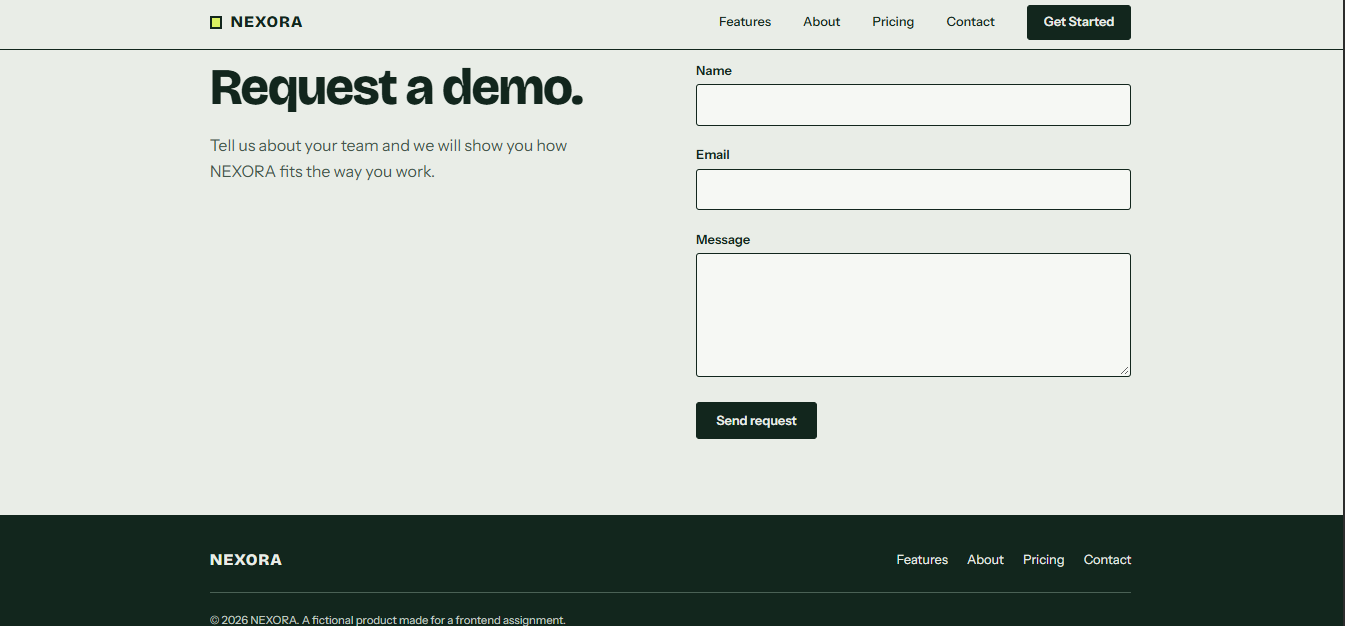 NEXORA
Features
About
Pricing
Contact
Get Started
Request a demo.
Tell us about your team and we will show you how
NEXORA fits the way you work.
Name
Email
Message
Send request
NEXORA
Features
About
Pricing
Contact
© 2026 NEXORA. A fictional product made for a frontend assignment.